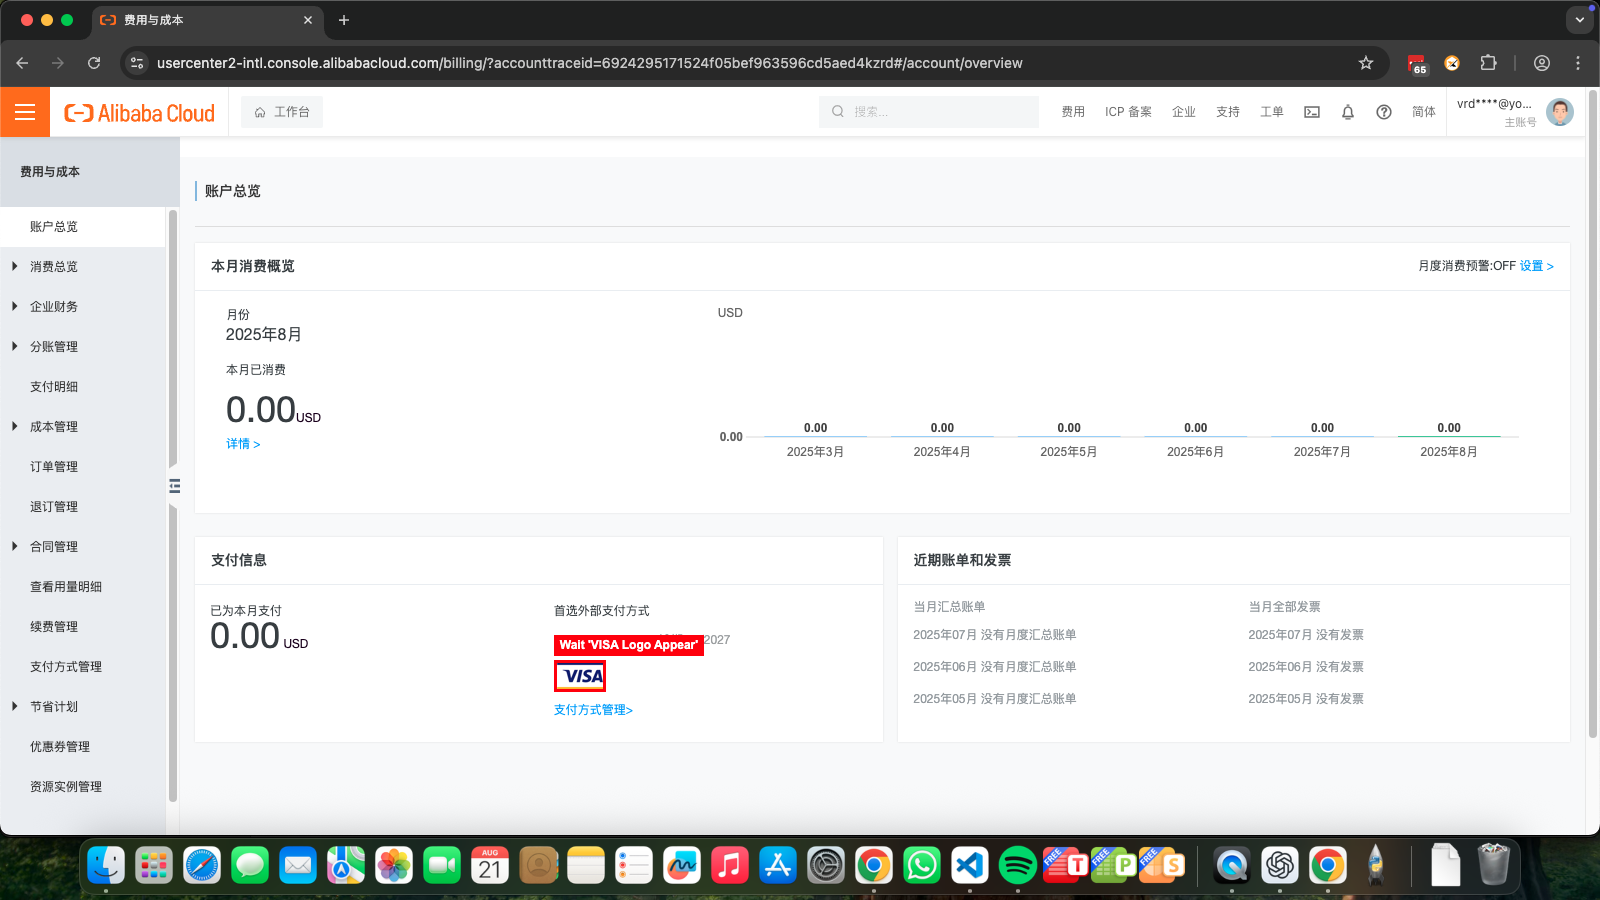 费用与成本
usercenter2-intl.console.alibabacloud.com/billing/?accounttraceid=6924295171524f05bef963596cd5aed4kzrd#/account/overview
65
Alibaba Cloud
工作台
搜索...
费用
ICP 备案
企业
支持
工单
简体
vrd****@yo...
主账号
费用与成本
账户总览
消费总览
企业财务
分账管理
支付明细
成本管理
订单管理
退订管理
合同管理
查看用量明细
续费管理
支付方式管理
节省计划
优惠券管理
资源实例管理
账户总览
本月消费概览
月度消费预警:OFF 设置 >
月份
2025年8月
本月已消费
0.00USD
详情 >
USD
0.00
0.00 0.00 0.00 0.00 0.00 0.00
2025年3月 2025年4月 2025年5月 2025年6月 2025年7月 2025年8月
支付信息
已为本月支付
0.00 USD
首选外部支付方式
2027
Wait 'VISA Logo Appear'
VISA
支付方式管理>
近期账单和发票
当月汇总账单
2025年07月 没有月度汇总账单
2025年06月 没有月度汇总账单
2025年05月 没有月度汇总账单
当月全部发票
2025年07月 没有发票
2025年06月 没有发票
2025年05月 没有发票
AUG
21
FREE
T
FREE
P
FREE
S